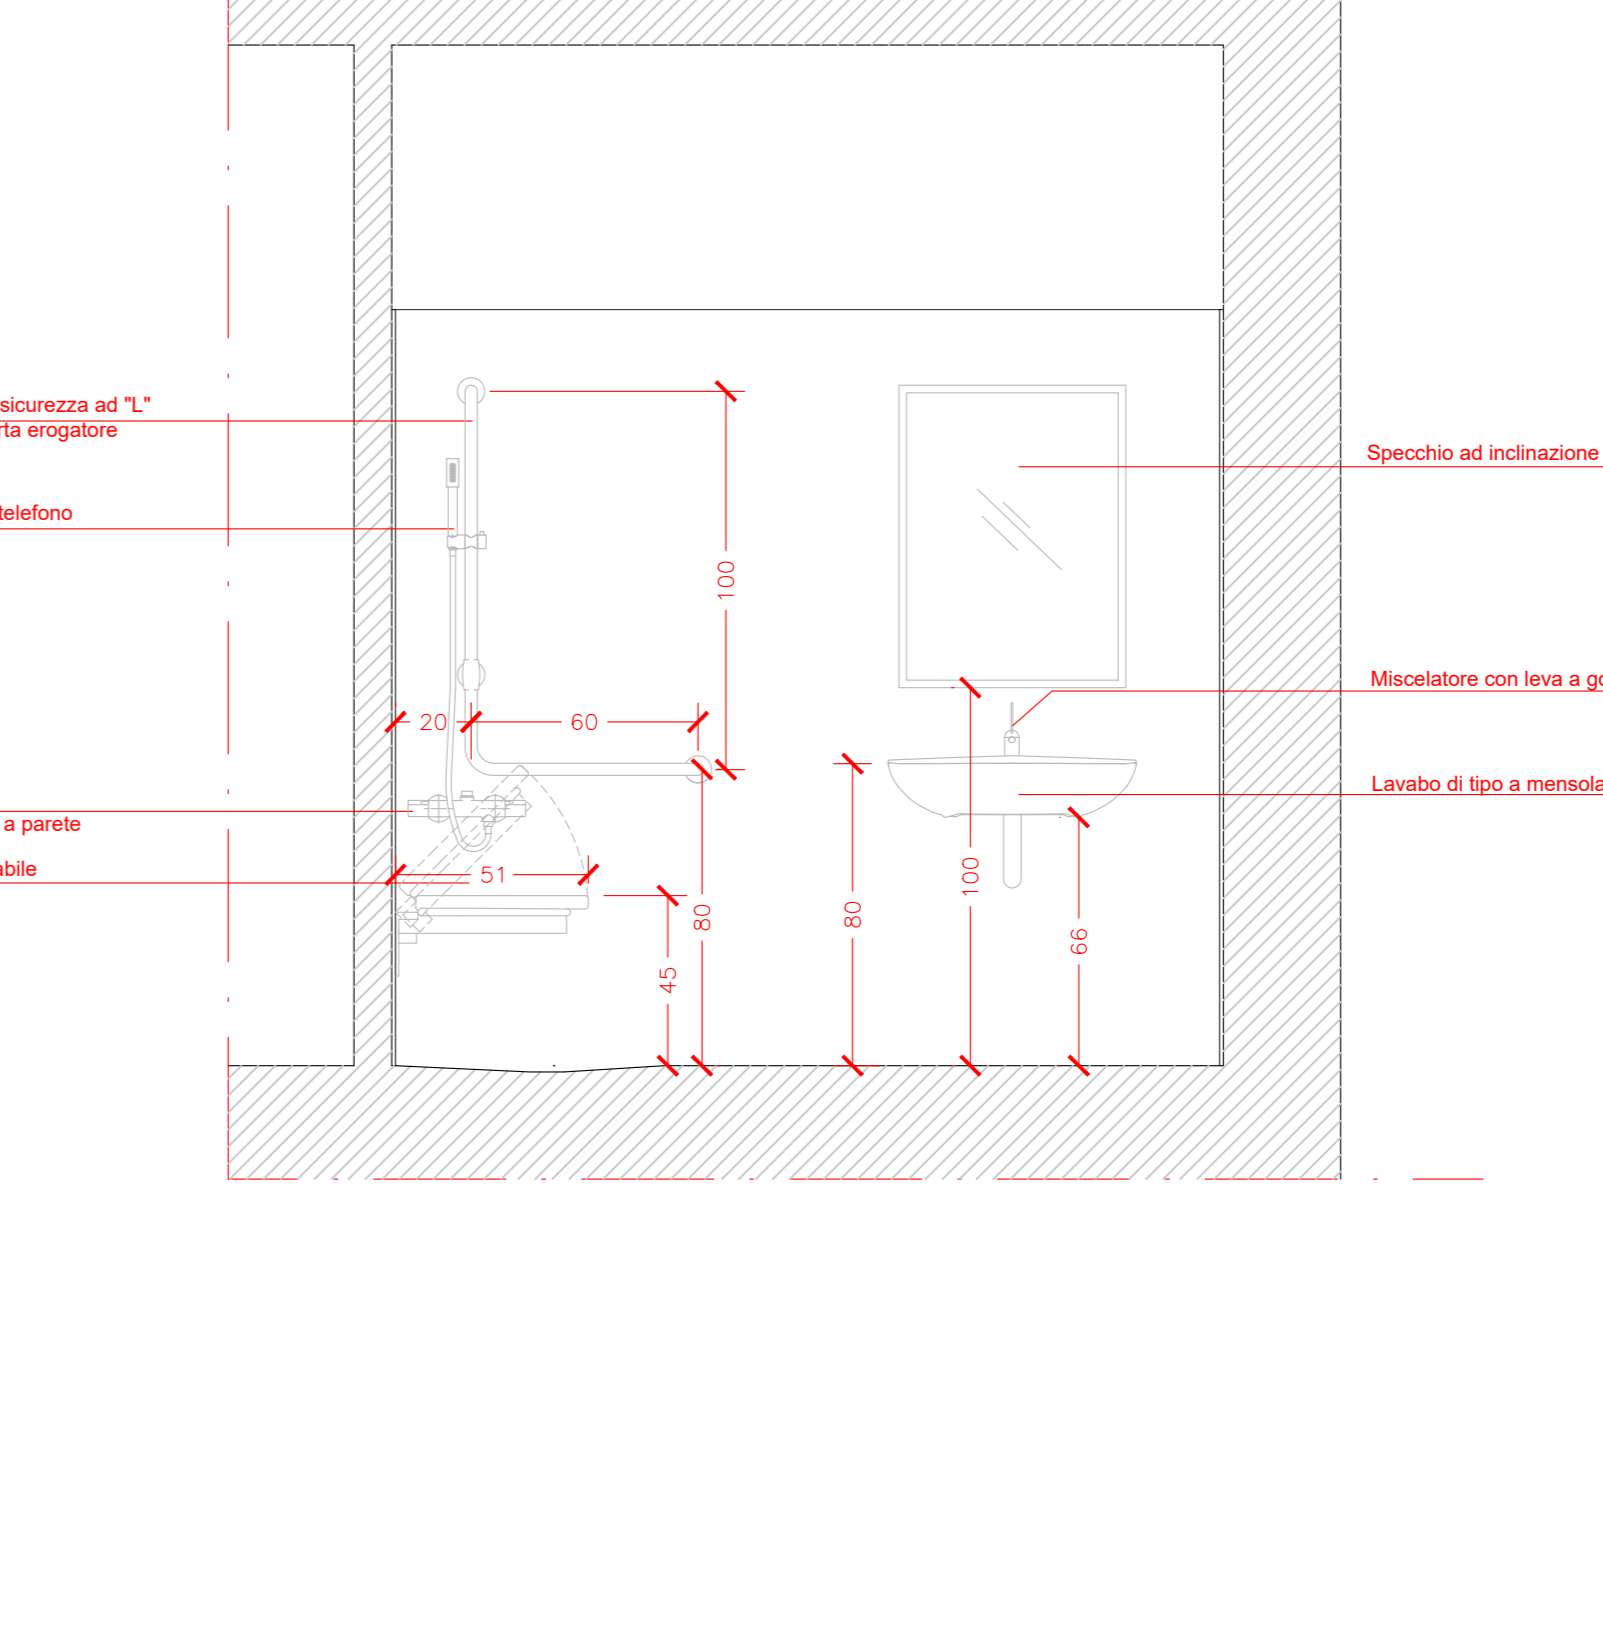 sicurezza ad "L"
rta erogatore
Specchio ad inclinazione
telefono
100
Miscelatore con leva a go
20
60
Lavabo di tipo a mensola
a parete
abile
51
100
80
80
66
45